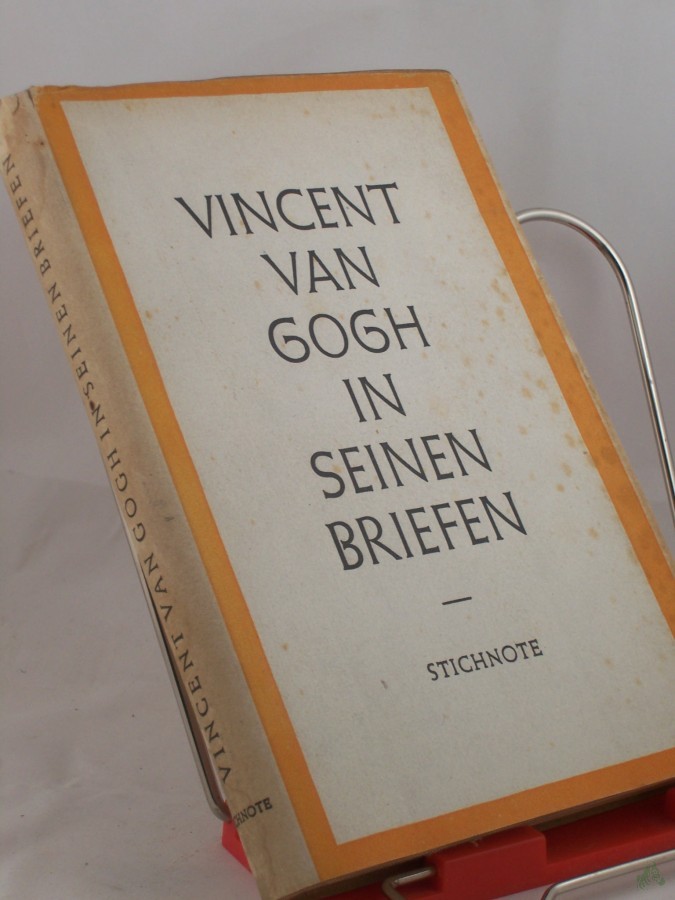 VINCENT
VAN
GOGH
IN
SEINEN
BRIEFEN
STICHNOTE
VINCENT VAN GOGH IN SEINEN BRIEFEN